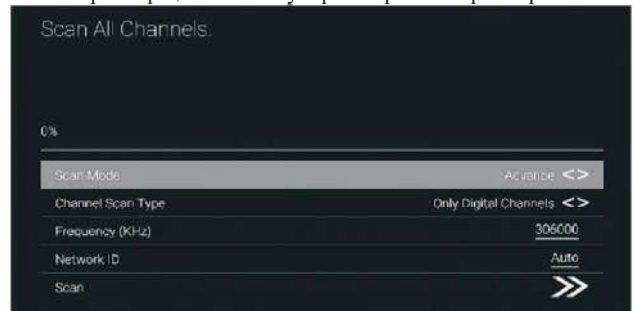 Scan All Channels.
0%
Scan Mode Advance <>
Channel Scan Type Only Digital Channels <>
Frequency (KHz) 306000
Network ID Auto
Scan >>